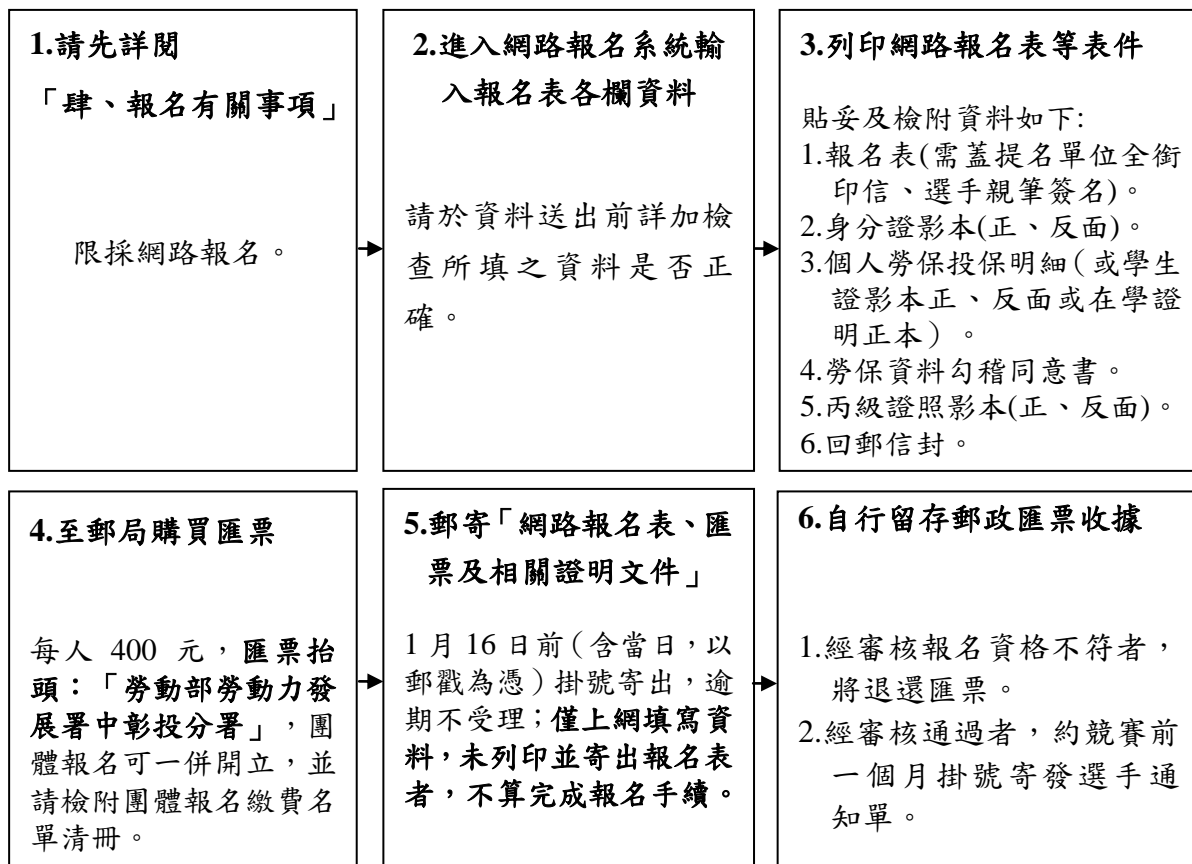 1.請先詳閱
「肆、報名有關事項」
限採網路報名。
2.進入網路報名系統輸
入報名表各欄資料
請於資料送出前詳加檢
查所填之資料是否正
確。
3.列印網路報名表等表件
貼妥及檢附資料如下:
1.報名表(需蓋提名單位全銜
印信、選手親筆簽名)。
2.身分證影本(正、反面)。
3.個人勞保投保明細（或學生
證影本正、反面或在學證
明正本）。
4.勞保資料勾稽同意書。
5.丙級證照影本(正、反面)。
6.回郵信封。
4.至郵局購買匯票
每人 400 元，匯票抬
頭：「勞動部勞動力發
展署中彰投分署」，團
體報名可一併開立，並
請檢附團體報名繳費名
單清冊。
5.郵寄「網路報名表、匯
票及相關證明文件」
1 月 16 日前（含當日，以
郵戳為憑）掛號寄出，逾
期不受理；僅上網填寫資
料，未列印並寄出報名表
者，不算完成報名手續。
6.自行留存郵政匯票收據
1.經審核報名資格不符者，
將退還匯票。
2.經審核通過者，約競賽前
一個月掛號寄發選手通
知單。